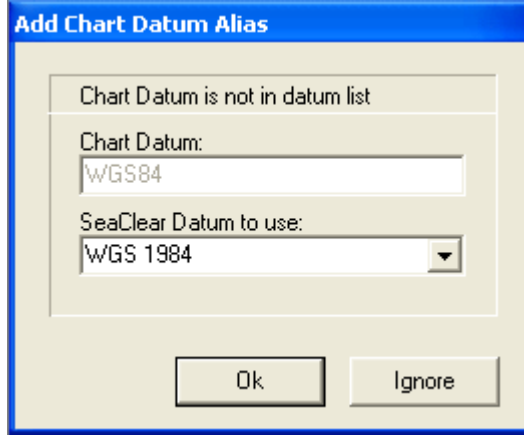 Add Chart Datum Alias
Chart Datum is not in datum list
Chart Datum:
WGS84
SeaClear Datum to use:
WGS 1984
Ok
Ignore